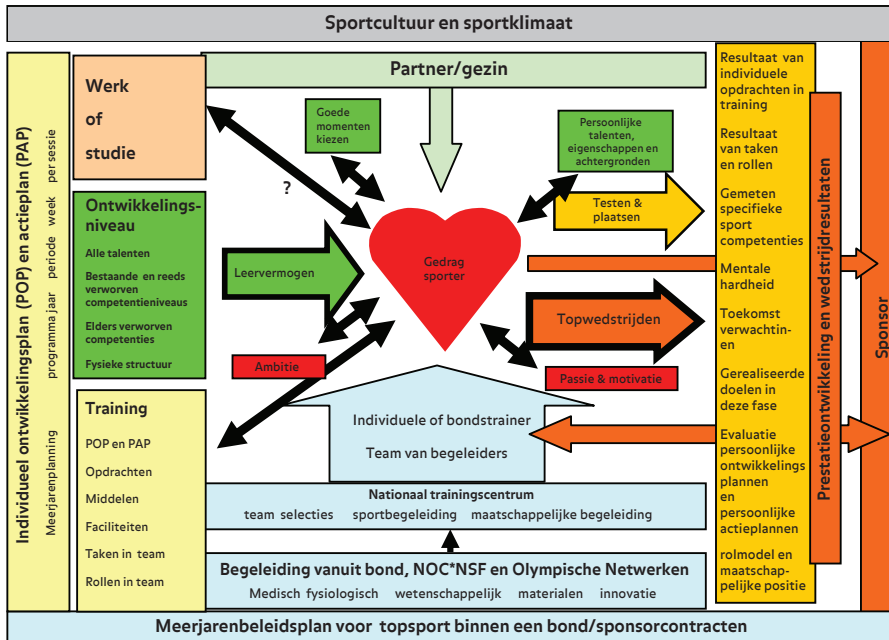 Sportcultuur en sportklimaat
Individueel ontwikkelingsplan (POP) en actieplan (PAP)
Meerjarenplanning programma jaar periode week per sessie
Werk
of
studie
Ontwikkelings-
niveau
Alle talenten
Bestaande en reeds
verworven
competentieniveaus
Elders verworven
competenties
Fysieke structuur
Training
POP en PAP
Opdrachten
Middelen
Faciliteiten
Taken in team
Rollen in team
Partner/gezin
Goede
momenten
kiezen
?
Persoonlijke
talenten,
eigenschappen en
achtergronden
Testen &
plaatsen
Leervermogen
Gedrag
sporter
Topwedstrijden
Ambitie
Passie & motivatie
Individuele of bondstrainer
Team van begeleiders
Nationaal trainingscentrum
team selecties sportbegeleiding maatschappelijke begeleiding
Begeleiding vanuit bond, NOC*NSF en Olympische Netwerken
Medisch fysiologisch wetenschappelijk materialen innovatie
Resultaat van
individuele
opdrachten in
training
Resultaat
van taken
en rollen
Gemeten
specifieke
sport
competenties
Mentale
hardheid
Toekomst
verwachtin-
en
Gerealiseerde
doelen in
deze fase
Evaluatie
persoonlijke
ontwikkelings
plannen
en
persoonlijke
actieplannen
rolmodel en
maatschap-
pelijke positie
Prestatieontwikkeling en wedstrijdresultaten
Sponsor
Meerjarenbeleidsplan voor topsport binnen een bond/sponsorcontracten